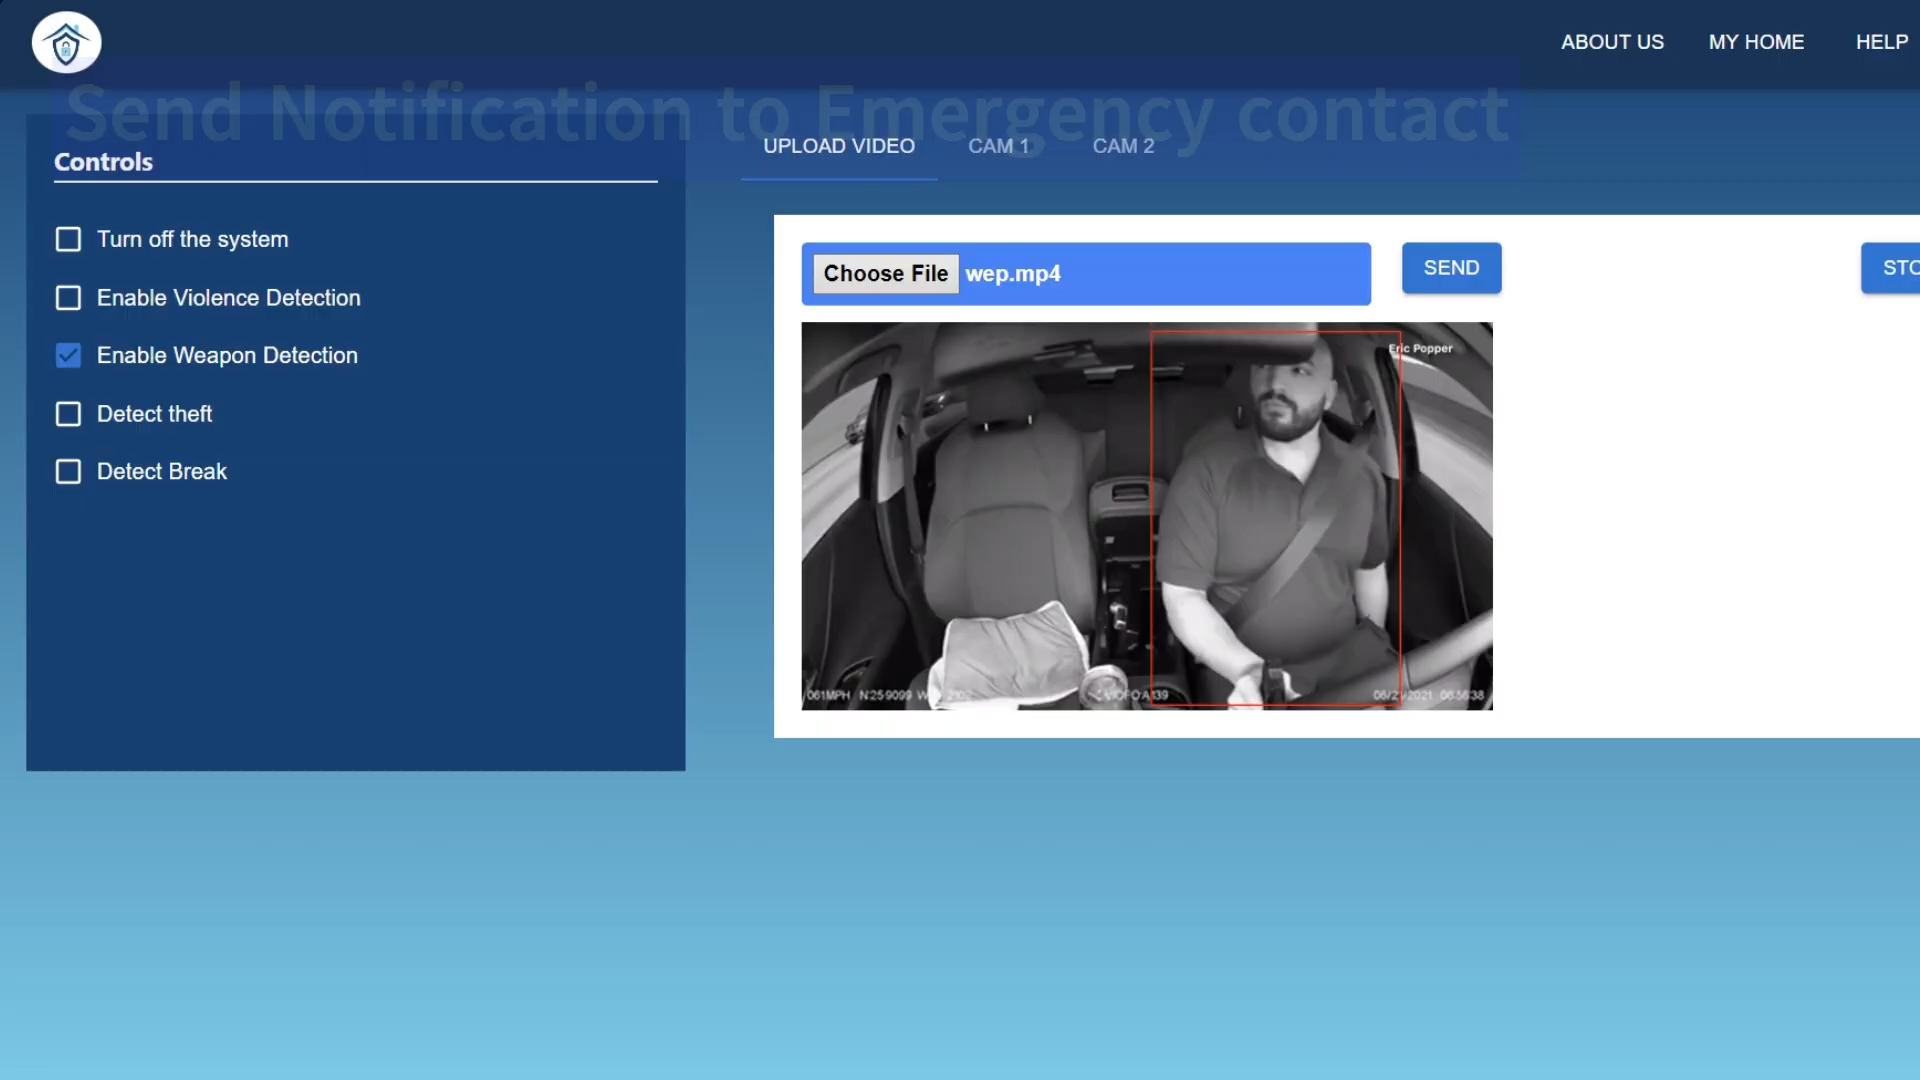 ABOUT US
MY HOME
HELP
Send Notification to Emergency contact
Controls
UPLOAD VIDEO
CAM 1
CAM 2
Turn off the system
Enable Violence Detection
Enable Weapon Detection
Detect theft
Detect Break
Choose File wep.mp4
SEND
STO
Eric Popper
061MPH